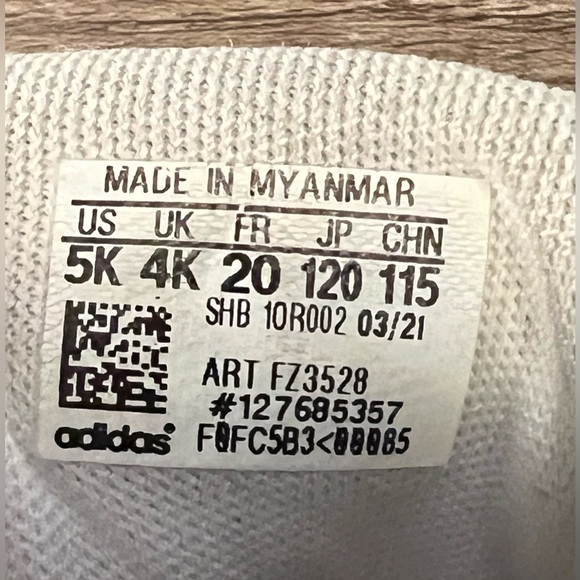 MADE IN MYANMAR
US UK FR JP CHN
5K 4K 20 120 115
SHB 10R002 03/21
ART FZ3528
#127685357
adidas F0FC5B3<00085